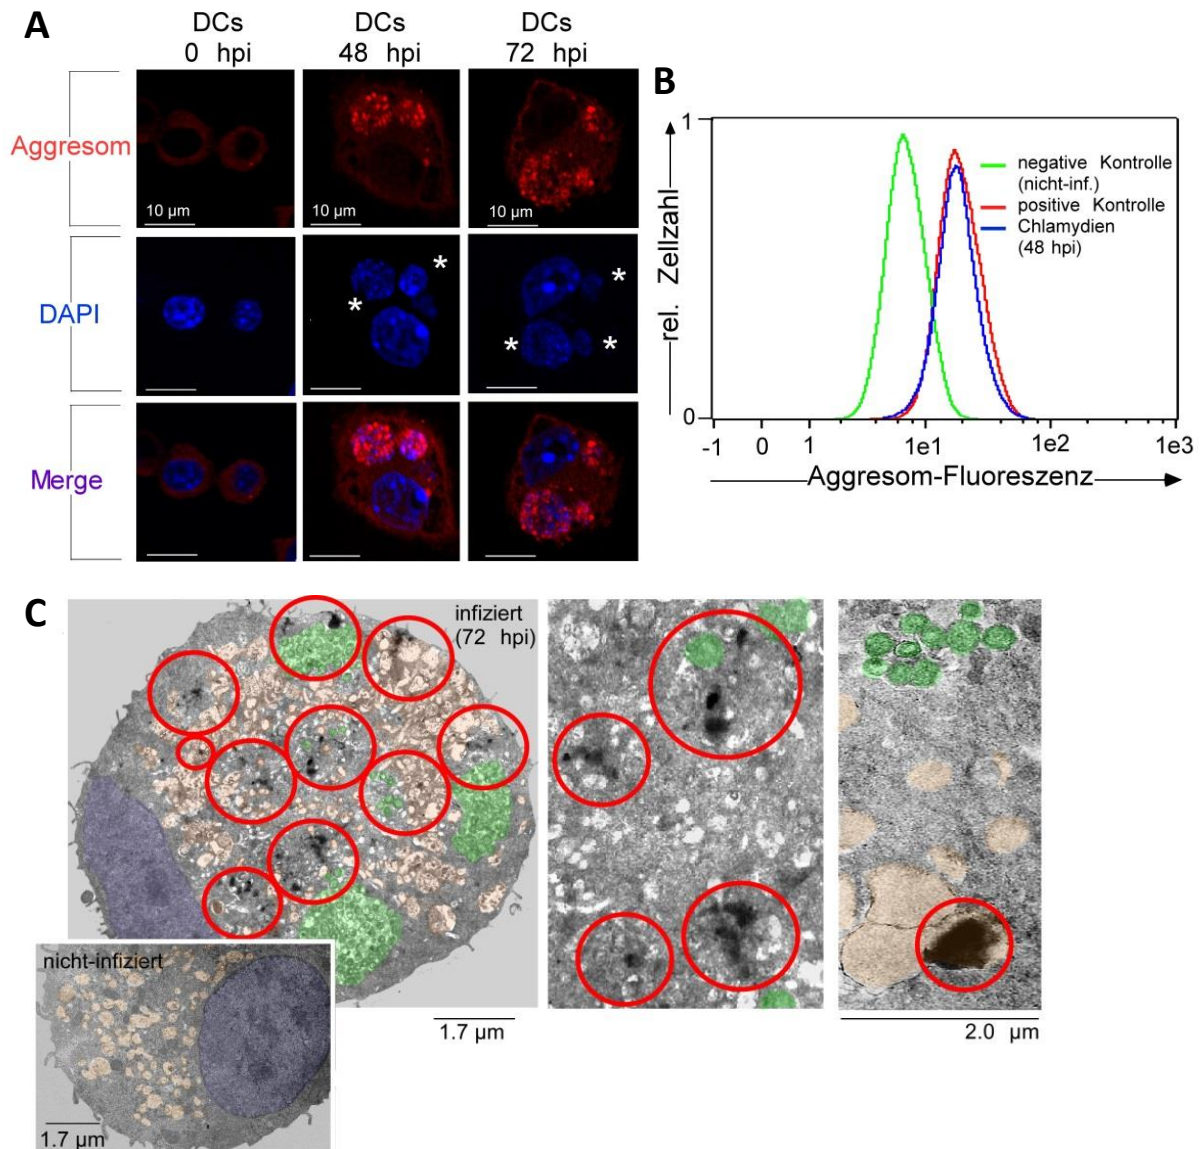 A
DCs
0 hpi
DCs
48 hpi
DCs
72 hpi
Aggresom
10 µm
10 µm
10 µm
DAPI
*
*
*
*
*
Merge
B
1
rel. Zellzahl
0
negative Kontrolle
(nicht-inf.)
positive Kontrolle
Chlamydien
(48 hpi)
-1 0 1 1e1 1e2 1e3
Aggresom-Fluoreszenz
C
infiziert
(72 hpi)
nicht-infiziert
1.7 µm
1.7 µm
2.0 µm